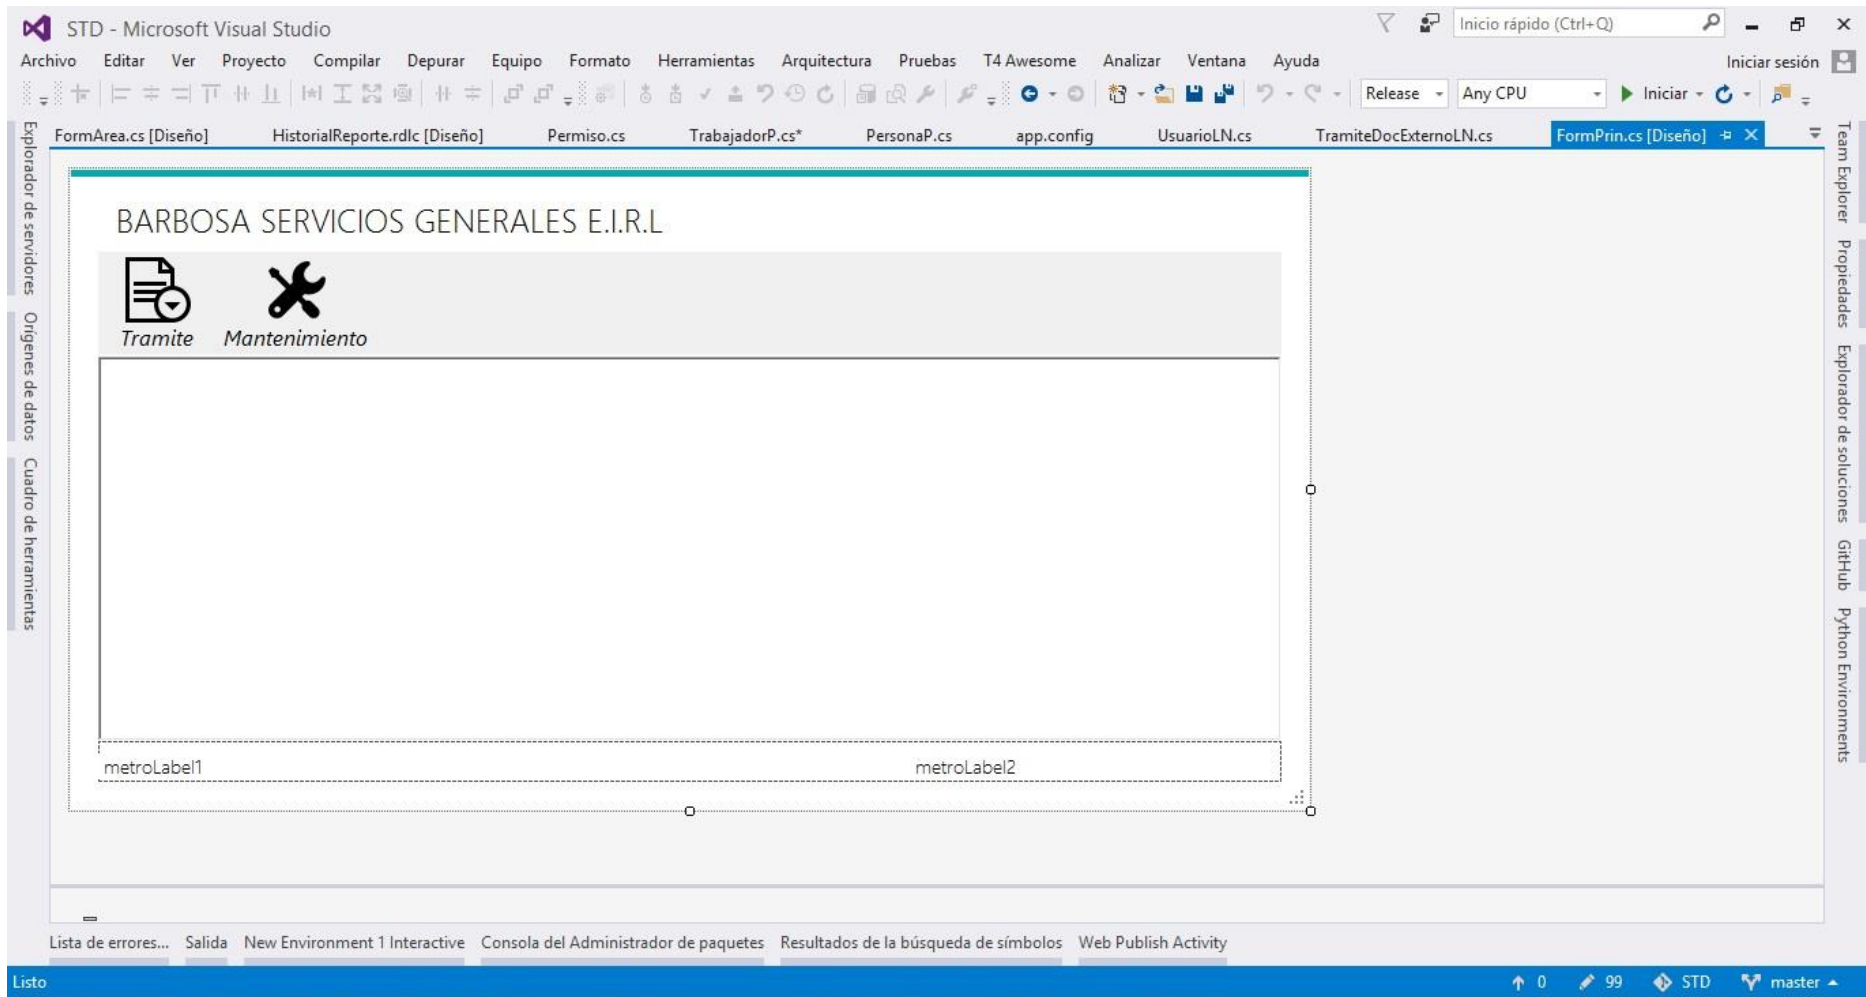 STD - Microsoft Visual Studio
Inicio rápido (Ctrl+Q)
Archivo Editar Ver Proyecto Compilar Depurar Equipo Formato Herramientas Arquitectura Pruebas T4 Awesome Analizar Ventana Ayuda
Iniciar sesión
Release Any CPU Iniciar
FormArea.cs [Diseño] HistorialReporte.rdlc [Diseño] Permiso.cs TrabajadorP.cs* PersonaP.cs app.config UsuarioLN.cs TramiteDocExternoLN.cs FormPrin.cs [Diseño]
Explorador de servidores
Orígenes de datos
Cuadro de herramientas
BARBOSA SERVICIOS GENERALES E.I.R.L
Tramite Mantenimiento
metroLabel1 metroLabel2
Team Explorer
Propiedades
Explorador de soluciones
GitHub
Python Environments
Lista de errores... Salida New Environment 1 Interactive Consola del Administrador de paquetes Resultados de la búsqueda de símbolos Web Publish Activity
Listo
0 99 STD master